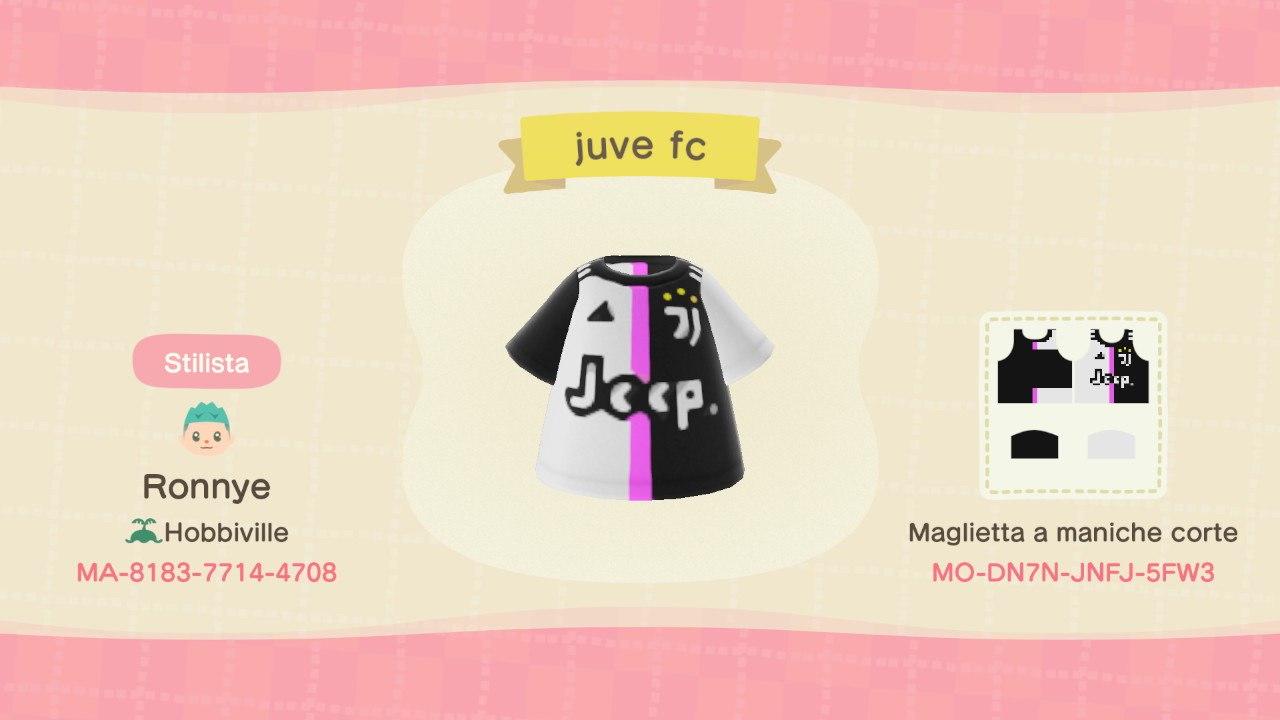 juve fc
Jeep.
Stilista
Ronnye
Hobbiville
MA-8183-7714-4708
Maglietta a maniche corte
MO-DN7N-JNFJ-5FW3